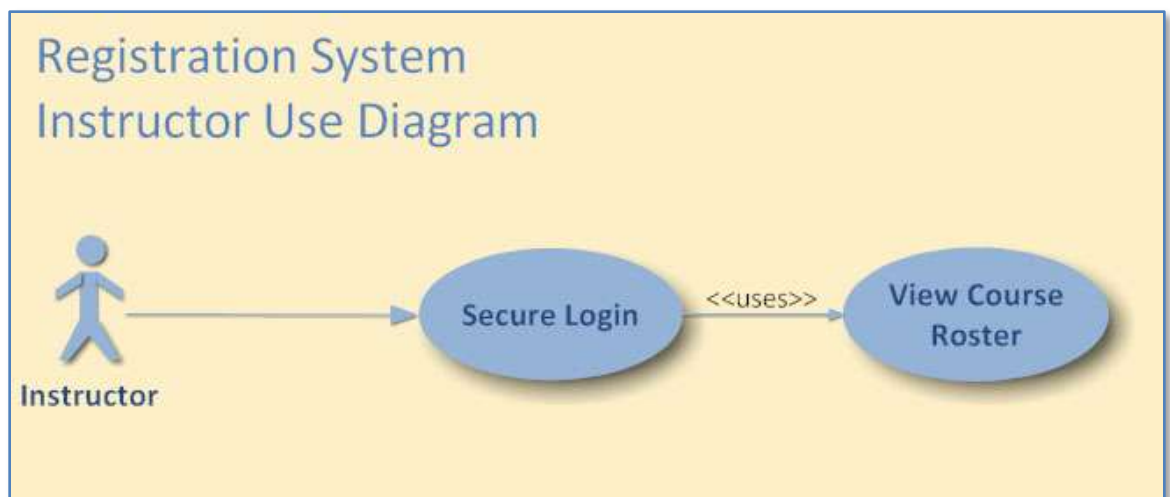 Registration System
Instructor Use Diagram
Instructor
Secure Login
<<uses>>
View Course
Roster